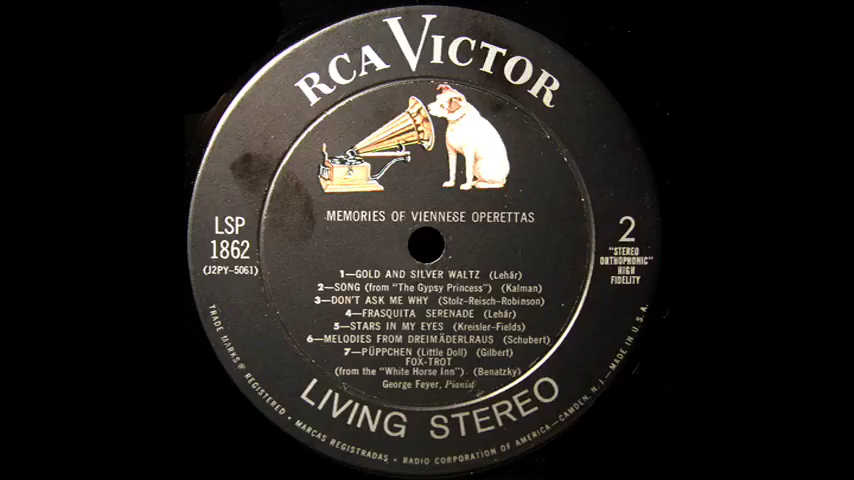 RCA VICTOR
MEMORIES OF VIENNESE OPERETTAS
LSP
1862
(J2PY-5061)
2
"STEREO
ORTHOPHONIC"
HIGH
FIDELITY
1—GOLD AND SILVER WALTZ (Lehár)
2—SONG (from "The Gypsy Princess") (Kalman)
3—DON'T ASK ME WHY (Stolz-Reisch-Robinson)
4—FRASQUITA SERENADE (Lehár)
5—STARS IN MY EYES (Kreisler-Fields)
6—MELODIES FROM DREIMÄDERLRAUS (Schubert)
7—PÜPPCHEN (Little Doll) (Gilbert)
FOX-TROT
(from the "White Horse Inn") (Benatzky)
George Feyer, Pianist
LIVING STEREO
TRADE MARKS ® REGISTERED • MARCAS REGISTRADAS • RADIO CORPORATION OF AMERICA—CAMDEN, N. J.—MADE IN U.S.A.